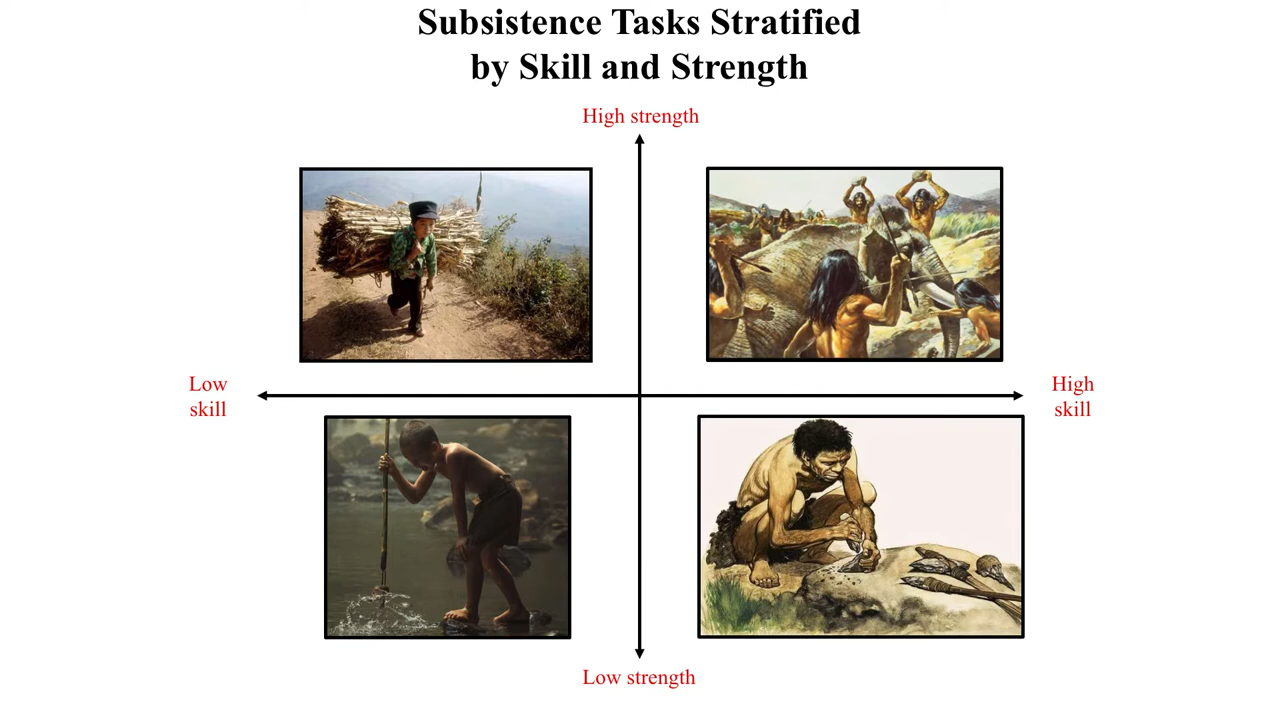 Subsistence Tasks Stratified
by Skill and Strength
High strength
Low
skill
High
skill
Low strength